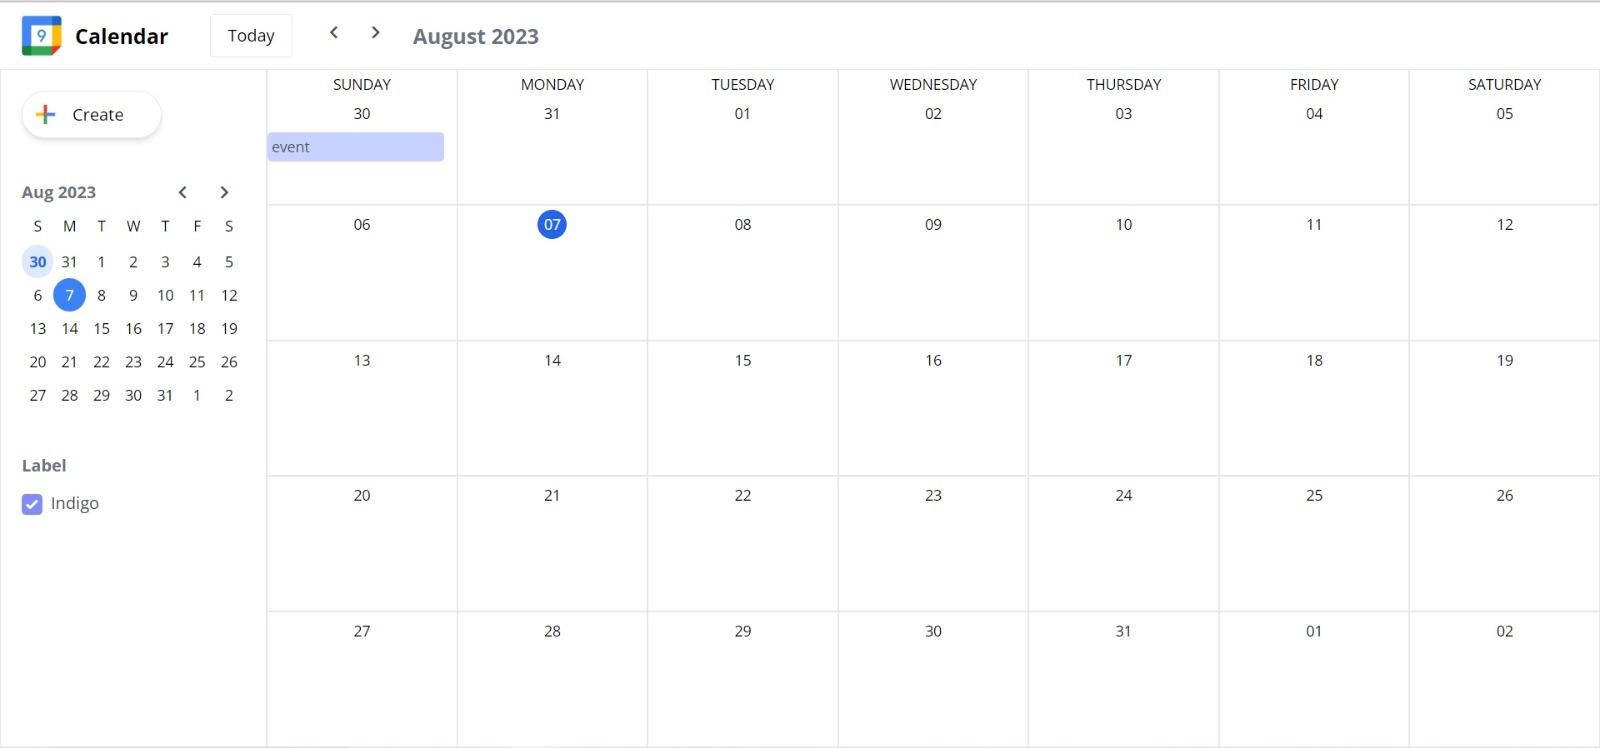 9 Calendar Today August 2023
Create
Aug 2023
S M T W T F S
30 31 1 2 3 4 5
6 7 8 9 10 11 12
13 14 15 16 17 18 19
20 21 22 23 24 25 26
27 28 29 30 31 1 2
Label
Indigo
SUNDAY MONDAY TUESDAY WEDNESDAY THURSDAY FRIDAY SATURDAY
30 31 01 02 03 04 05
event
06 07 08 09 10 11 12
13 14 15 16 17 18 19
20 21 22 23 24 25 26
27 28 29 30 31 01 02